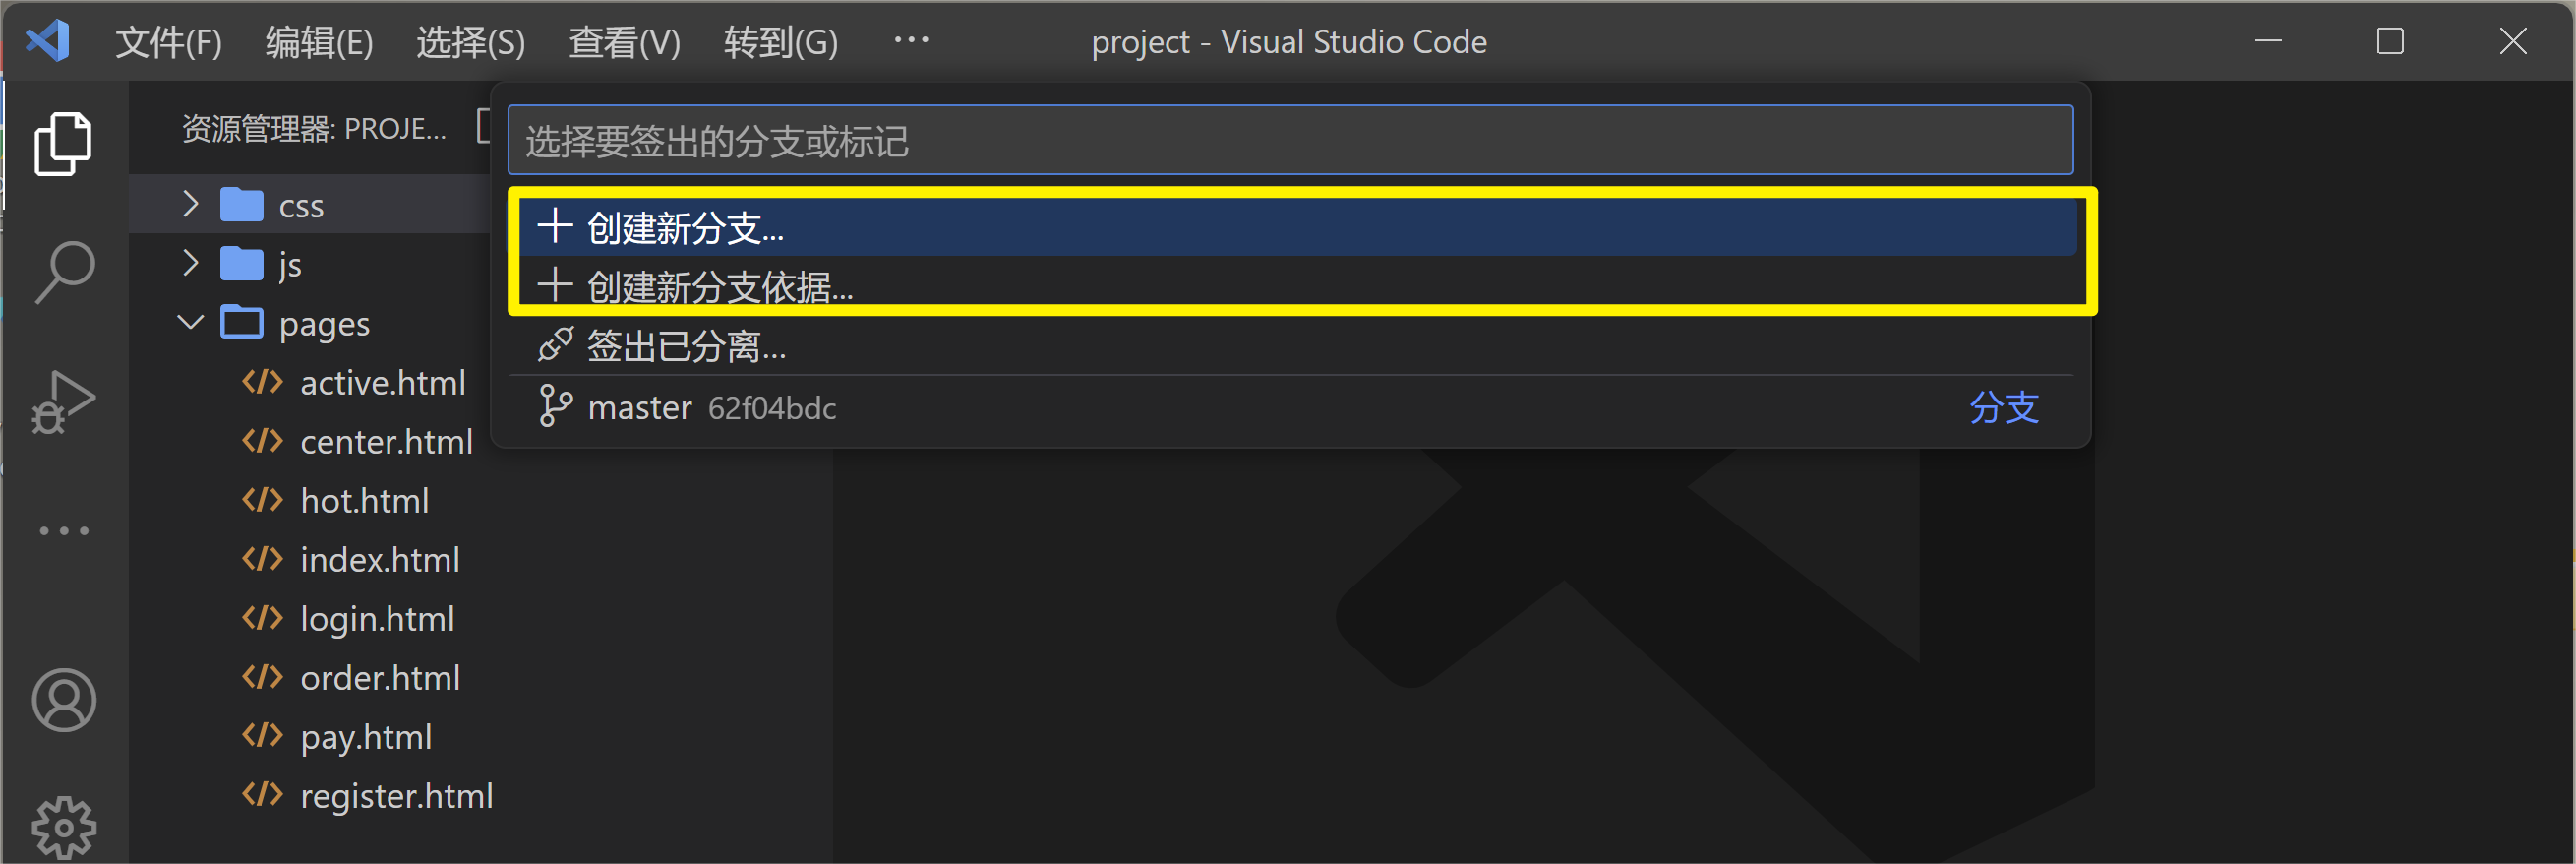 文件(F) 编辑(E) 选择(S) 查看(V) 转到(G) ··· project - Visual Studio Code
资源管理器: PROJE...
选择要签出的分支或标记
创建新分支...
创建新分支依据...
签出已分离...
master 62f04bdc 分支
css
js
pages
active.html
center.html
hot.html
index.html
login.html
order.html
pay.html
register.html